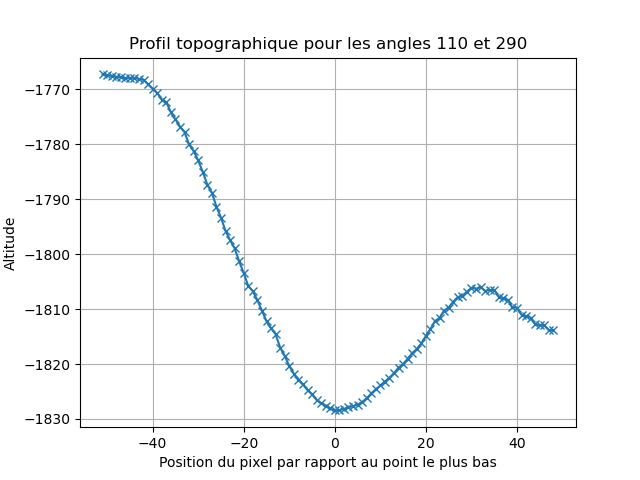 Profil topographique pour les angles 110 et 290
−1770
−1780
−1790
−1800
−1810
−1820
−1830
Altitude
−40 −20 0 20 40
Position du pixel par rapport au point le plus bas